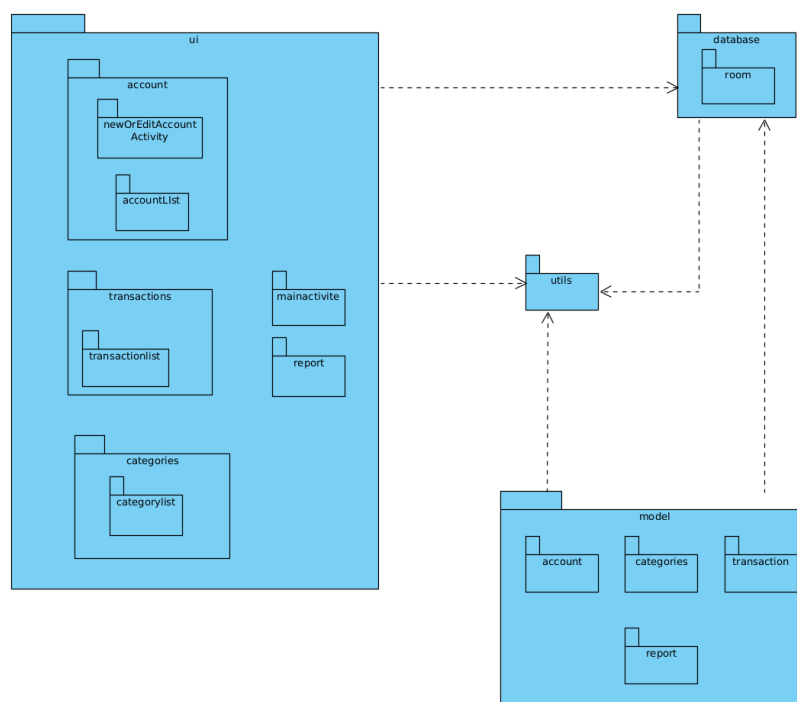 ui
account
newOrEditAccount
Activity
accountLIst
transactions
transactionlist
mainactivite
report
categories
categorylist
database
room
utils
model
account
categories
transaction
report